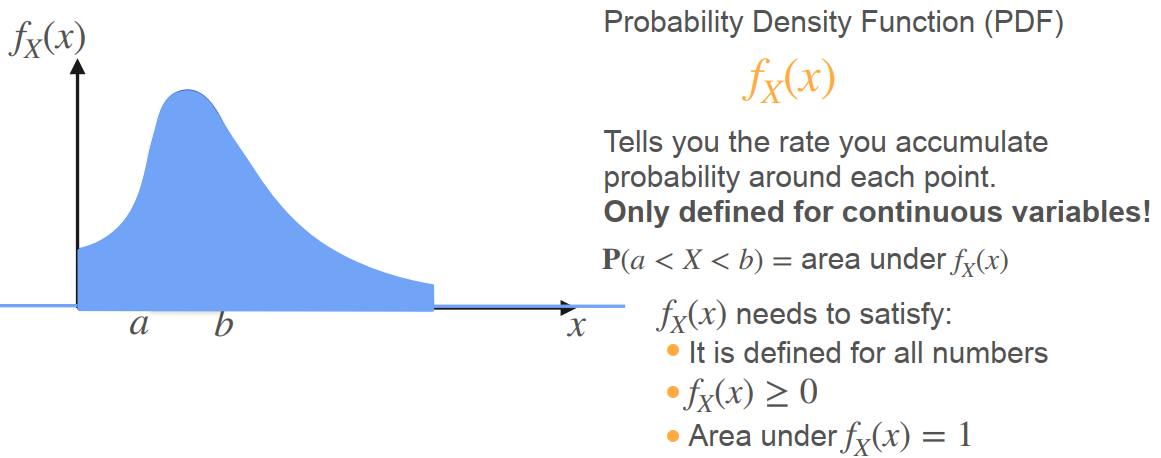 f_X(x)
a
b
x
Probability Density Function (PDF)
f_X(x)
Tells you the rate you accumulate
probability around each point.
Only defined for continuous variables!
P(a < X < b) = area under f_X(x)
f_X(x) needs to satisfy:
It is defined for all numbers
f_X(x) ≥ 0
Area under f_X(x) = 1